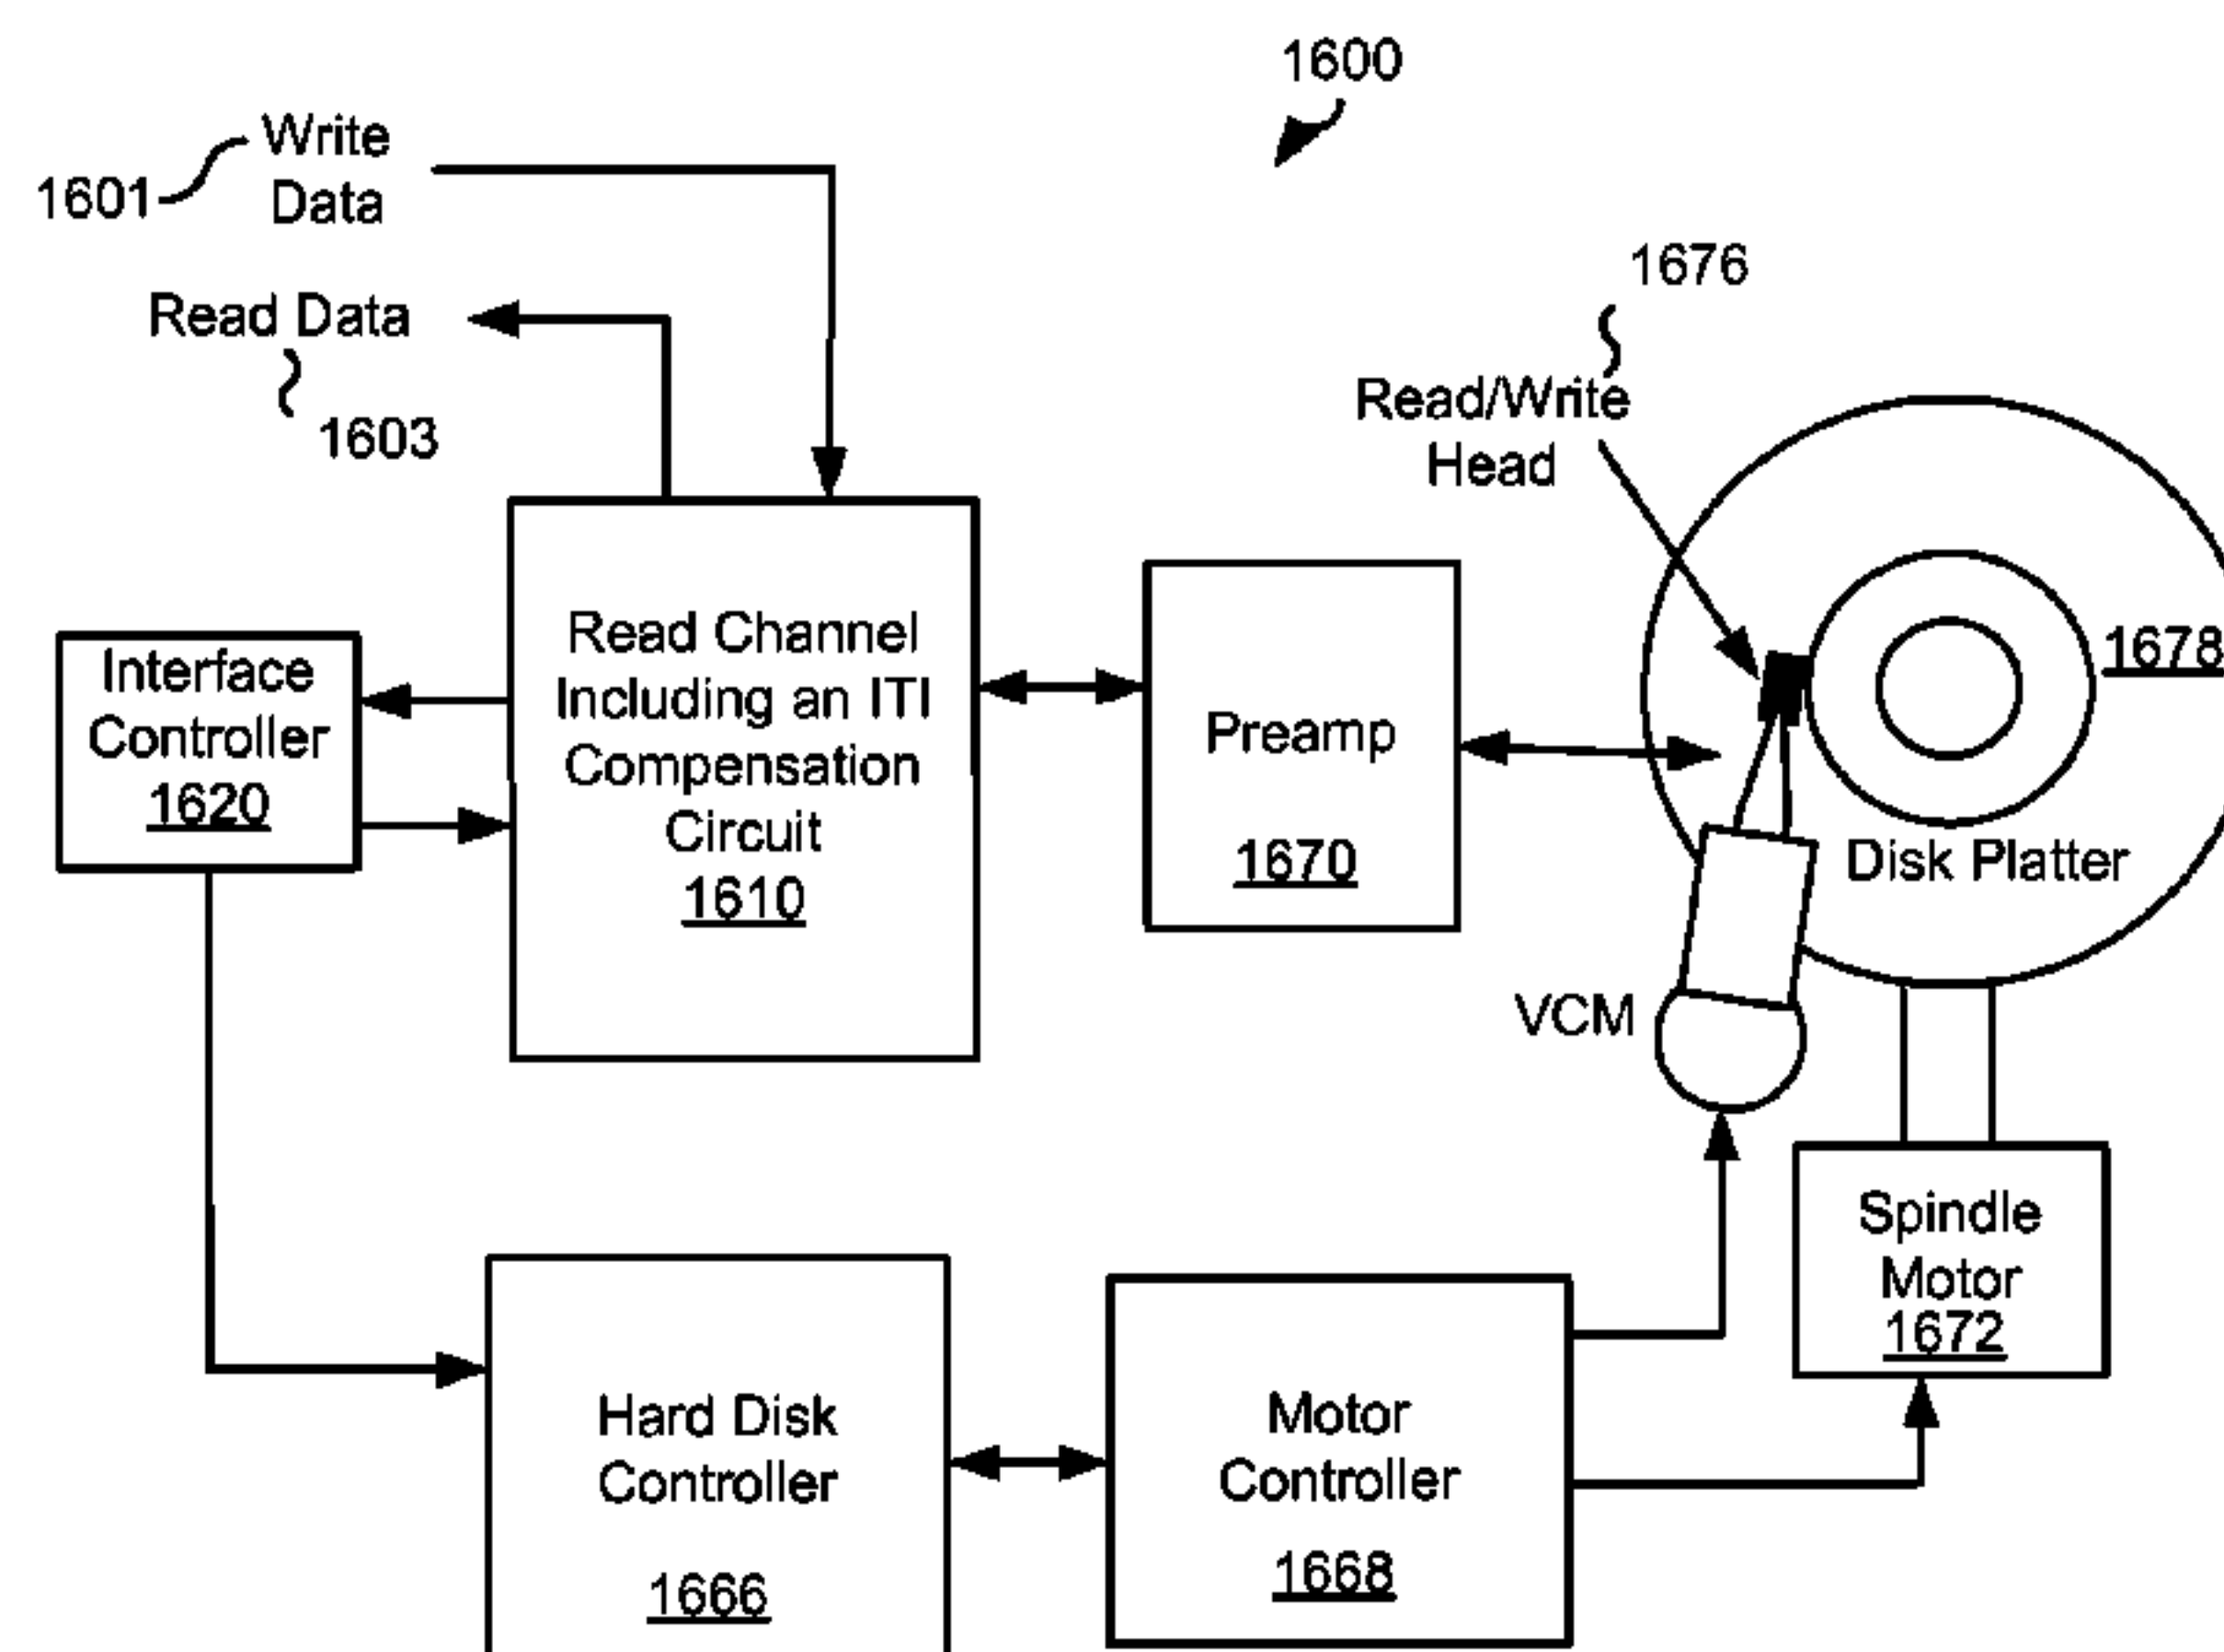 1600
Write
Data
1601
Read Data
1603
1676
Read/Write
Head
1678
Interface
Controller
1620
Read Channel
Including an ITI
Compensation
Circuit
1610
Preamp
1670
Disk Platter
VCM
Spindle
Motor
1672
Hard Disk
Controller
1666
Motor
Controller
1668